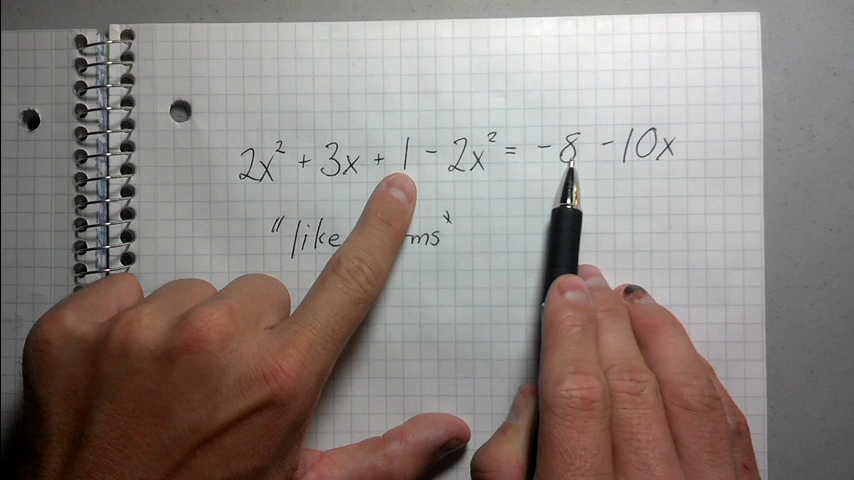 2x² + 3x + 1 - 2x² = -8 -10x
"like